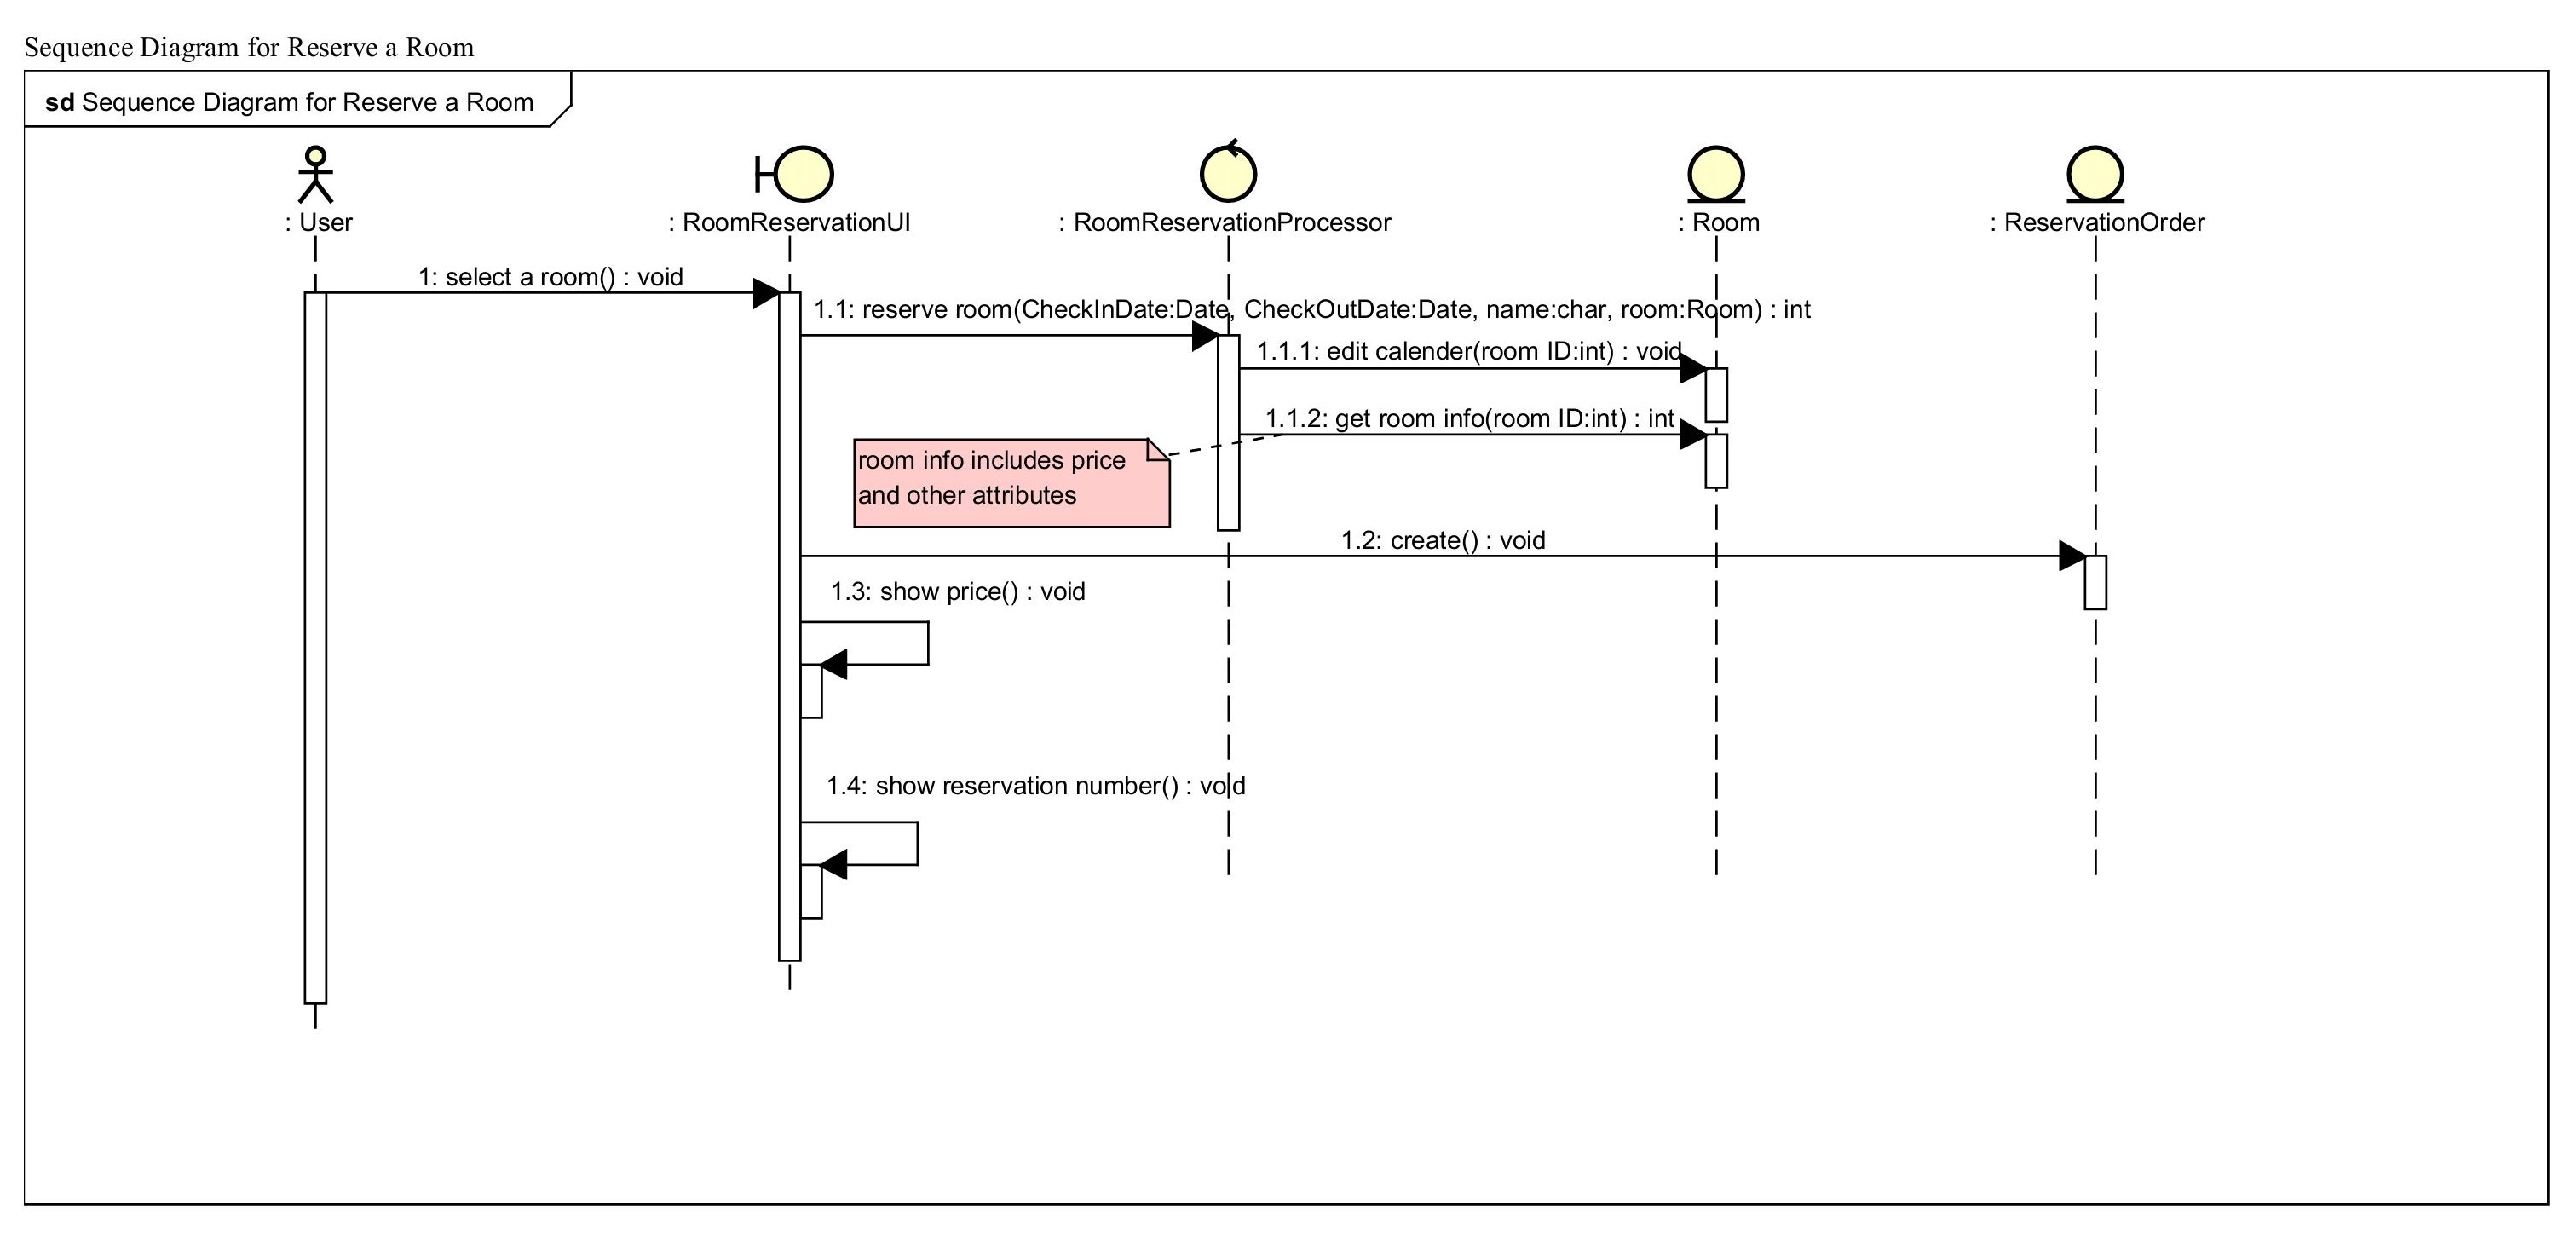 Sequence Diagram for Reserve a Room
sd Sequence Diagram for Reserve a Room
: User
: RoomReservationUI
: RoomReservationProcessor
: Room
: ReservationOrder
1: select a room() : void
1.1: reserve room(CheckInDate:Date, CheckOutDate:Date, name:char, room:Room) : int
1.1.1: edit calender(room ID:int) : void
1.1.2: get room info(room ID:int) : int
room info includes price
and other attributes
1.2: create() : void
1.3: show price() : void
1.4: show reservation number() : void